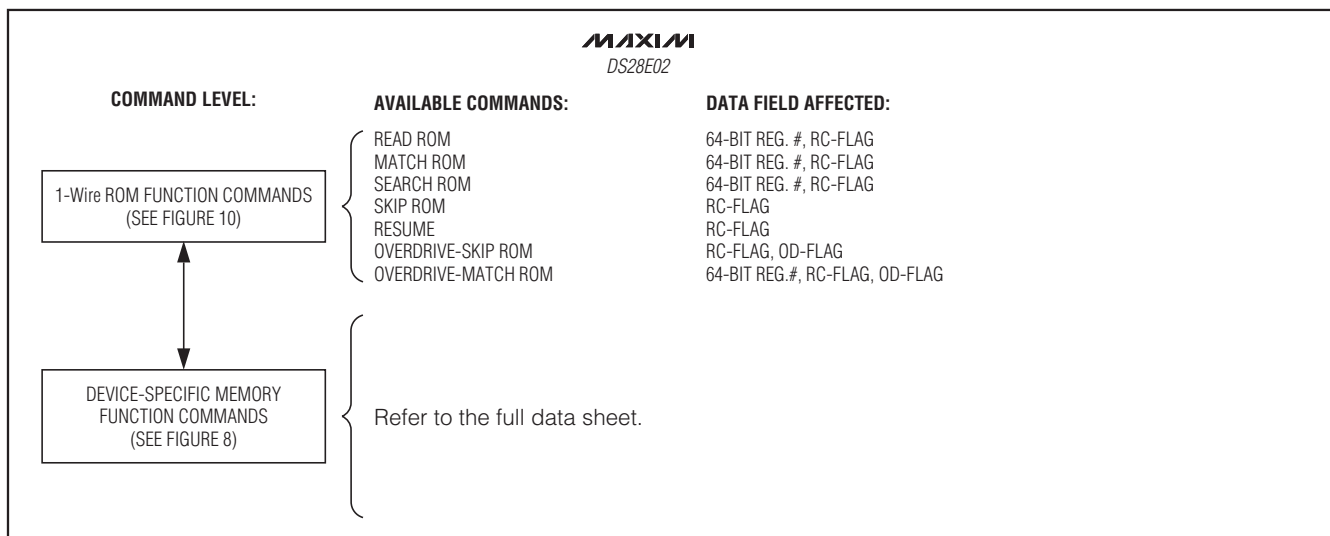 MAXIM
DS28E02
COMMAND LEVEL:
AVAILABLE COMMANDS:
DATA FIELD AFFECTED:
1-Wire ROM FUNCTION COMMANDS
(SEE FIGURE 10)
READ ROM 64-BIT REG. #, RC-FLAG
MATCH ROM 64-BIT REG. #, RC-FLAG
SEARCH ROM 64-BIT REG. #, RC-FLAG
SKIP ROM RC-FLAG
RESUME RC-FLAG
OVERDRIVE-SKIP ROM RC-FLAG, OD-FLAG
OVERDRIVE-MATCH ROM 64-BIT REG.#, RC-FLAG, OD-FLAG
DEVICE-SPECIFIC MEMORY
FUNCTION COMMANDS
(SEE FIGURE 8)
Refer to the full data sheet.